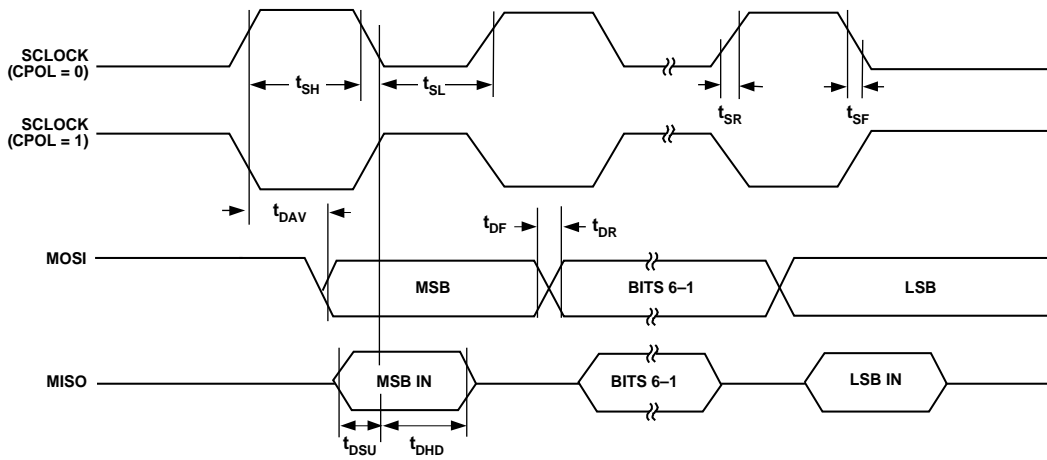 SCLOCK
(CPOL = 0)
tSH
tSL
tSR
tSF
SCLOCK
(CPOL = 1)
tDAV
tDF
tDR
MOSI
MSB
BITS 6–1
LSB
MISO
MSB IN
BITS 6–1
LSB IN
tDSU
tDHD